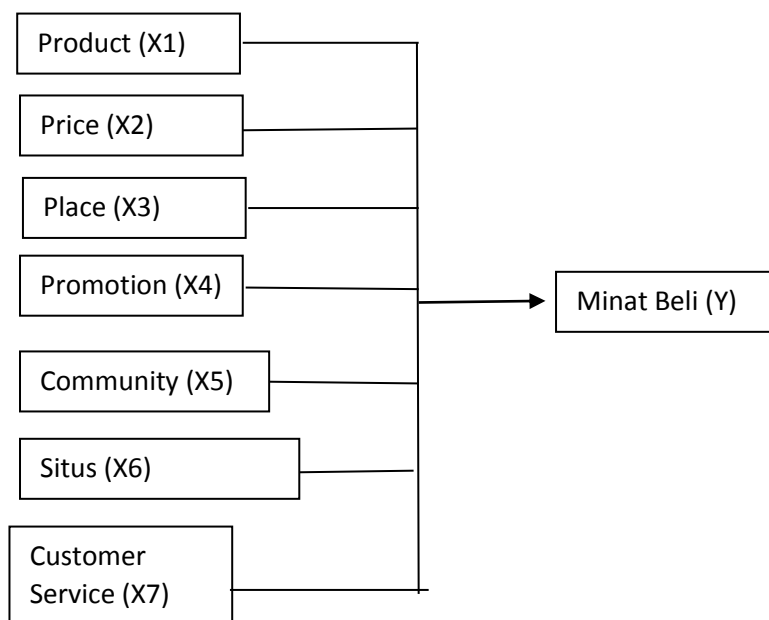 Product (X1)
Price (X2)
Place (X3)
Promotion (X4)
Minat Beli (Y)
Community (X5)
Situs (X6)
Customer
Service (X7)